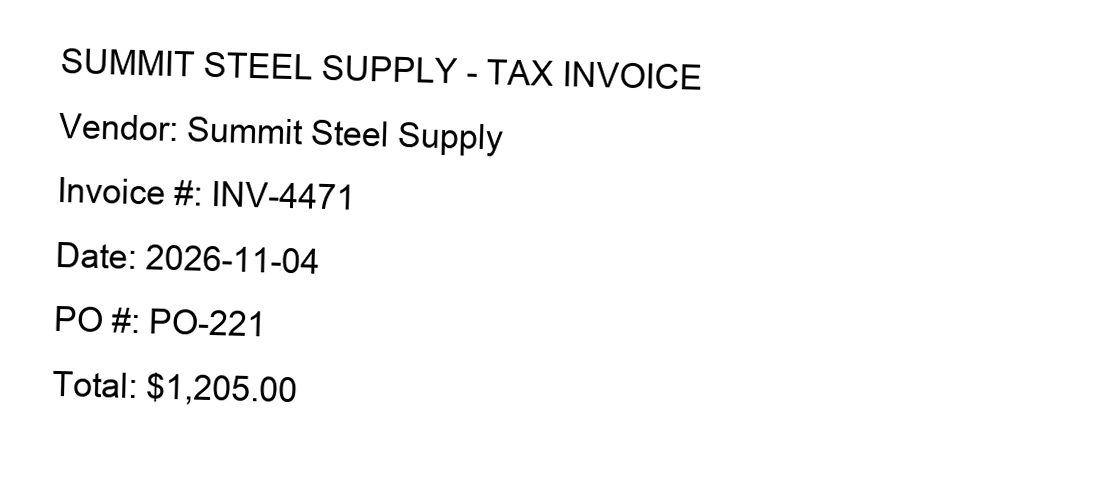 SUMMIT STEEL SUPPLY - TAX INVOICE
Vendor: Summit Steel Supply
Invoice #: INV-4471
Date: 2026-11-04
PO #: PO-221
Total: $1,205.00